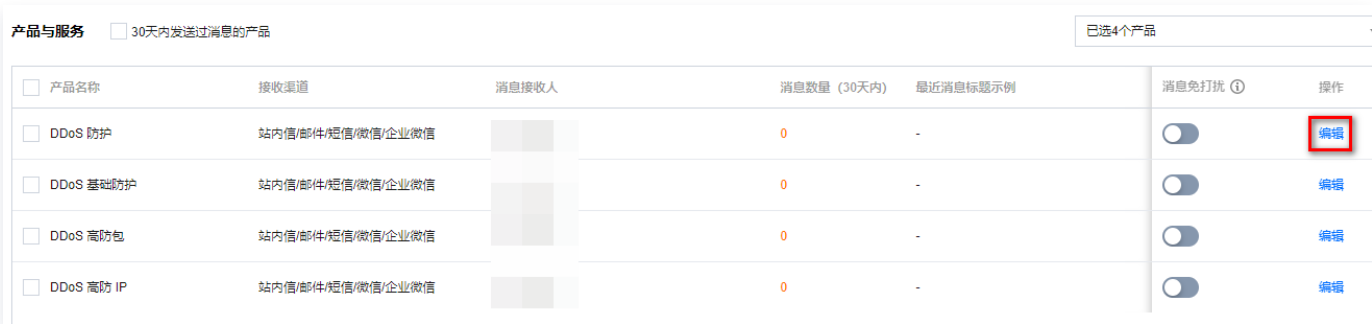 产品与服务 30天内发送过消息的产品 已选4个产品
产品名称 接收渠道 消息接收人 消息数量 (30天内) 最近消息标题示例 消息免打扰 操作
DDoS 防护 站内信/邮件/短信/微信/企业微信 0 - 编辑
DDoS 基础防护 站内信/邮件/短信/微信/企业微信 0 - 编辑
DDoS 高防包 站内信/邮件/短信/微信/企业微信 0 - 编辑
DDoS 高防 IP 站内信/邮件/短信/微信/企业微信 0 - 编辑